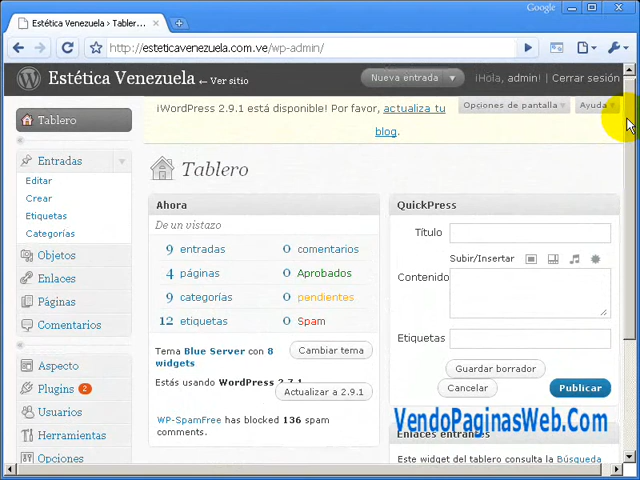 Google
Estética Venezuela › Tabler...
http://esteticavenezuela.com.ve/wp-admin/
Estética Venezuela ← Ver sitio
Nueva entrada
¡Hola, admin! | Cerrar sesión
¡WordPress 2.9.1 está disponible! Por favor, actualiza tu
blog.
Opciones de pantalla
Ayuda
Tablero
Entradas
Editar
Crear
Etiquetas
Categorías
Objetos
Enlaces
Páginas
Comentarios
Aspecto
Plugins 2
Usuarios
Herramientas
Opciones
Tablero
Ahora
De un vistazo
9 entradas 0 comentarios
4 páginas 0 Aprobados
9 categorías 0 pendientes
12 etiquetas 0 Spam
Tema Blue Server con 8
widgets
Cambiar tema
Estás usando WordPress 2.7.1
Actualizar a 2.9.1
WP-SpamFree has blocked 136 spam
comments.
QuickPress
Título
Subir/Insertar
Contenido
Etiquetas
Guardar borrador
Cancelar
Publicar
VendoPaginasWeb.Com
Enlaces entrantes
Este widget del tablero consulta la Búsqueda